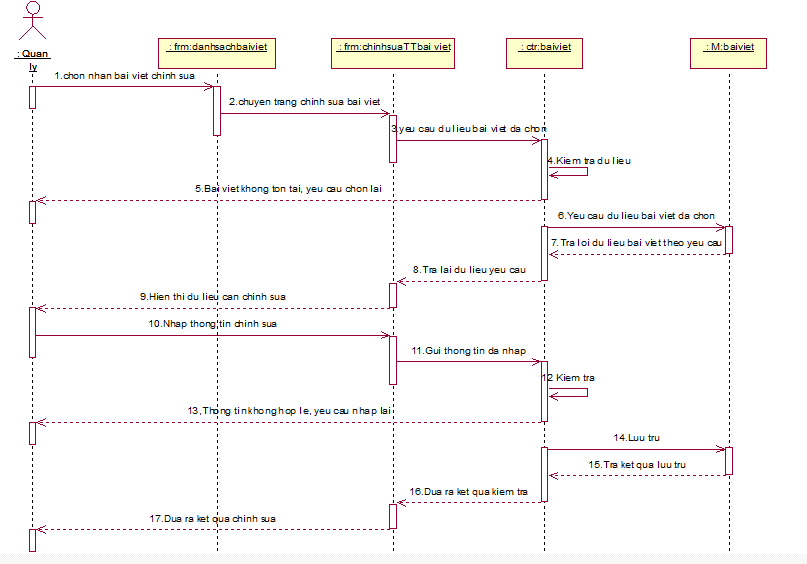 : frm:danhsachbaiviet
: frm:chinhsuaTTbai viet
: ctr:baiviet
: M:baiviet
: Quan
ly
1.chon nhan bai viet chinh sua
2.chuyen trang chinh sua bai viet
3.yeu cau du lieu bai viet da chon
4.Kiem tra du lieu
5.Bai viet khong ton tai, yeu cau chon lai
6.Yeu cau du lieu bai viet da chon
7.Tra loi du lieu bai viet theo yeu cau
8.Tra lai du lieu yeu cau
9.Hien thi du lieu can chinh sua
10.Nhap thong tin chinh sua
11.Gui thong tin da nhap
12 Kiem tra
13,Thong tin khong hop le, yeu cau nhap lai
14.Luu tru
15.Tra ket qua luu tru
16.Dua ra ket qua kiem tra
17.Dua ra ket qua chinh sua